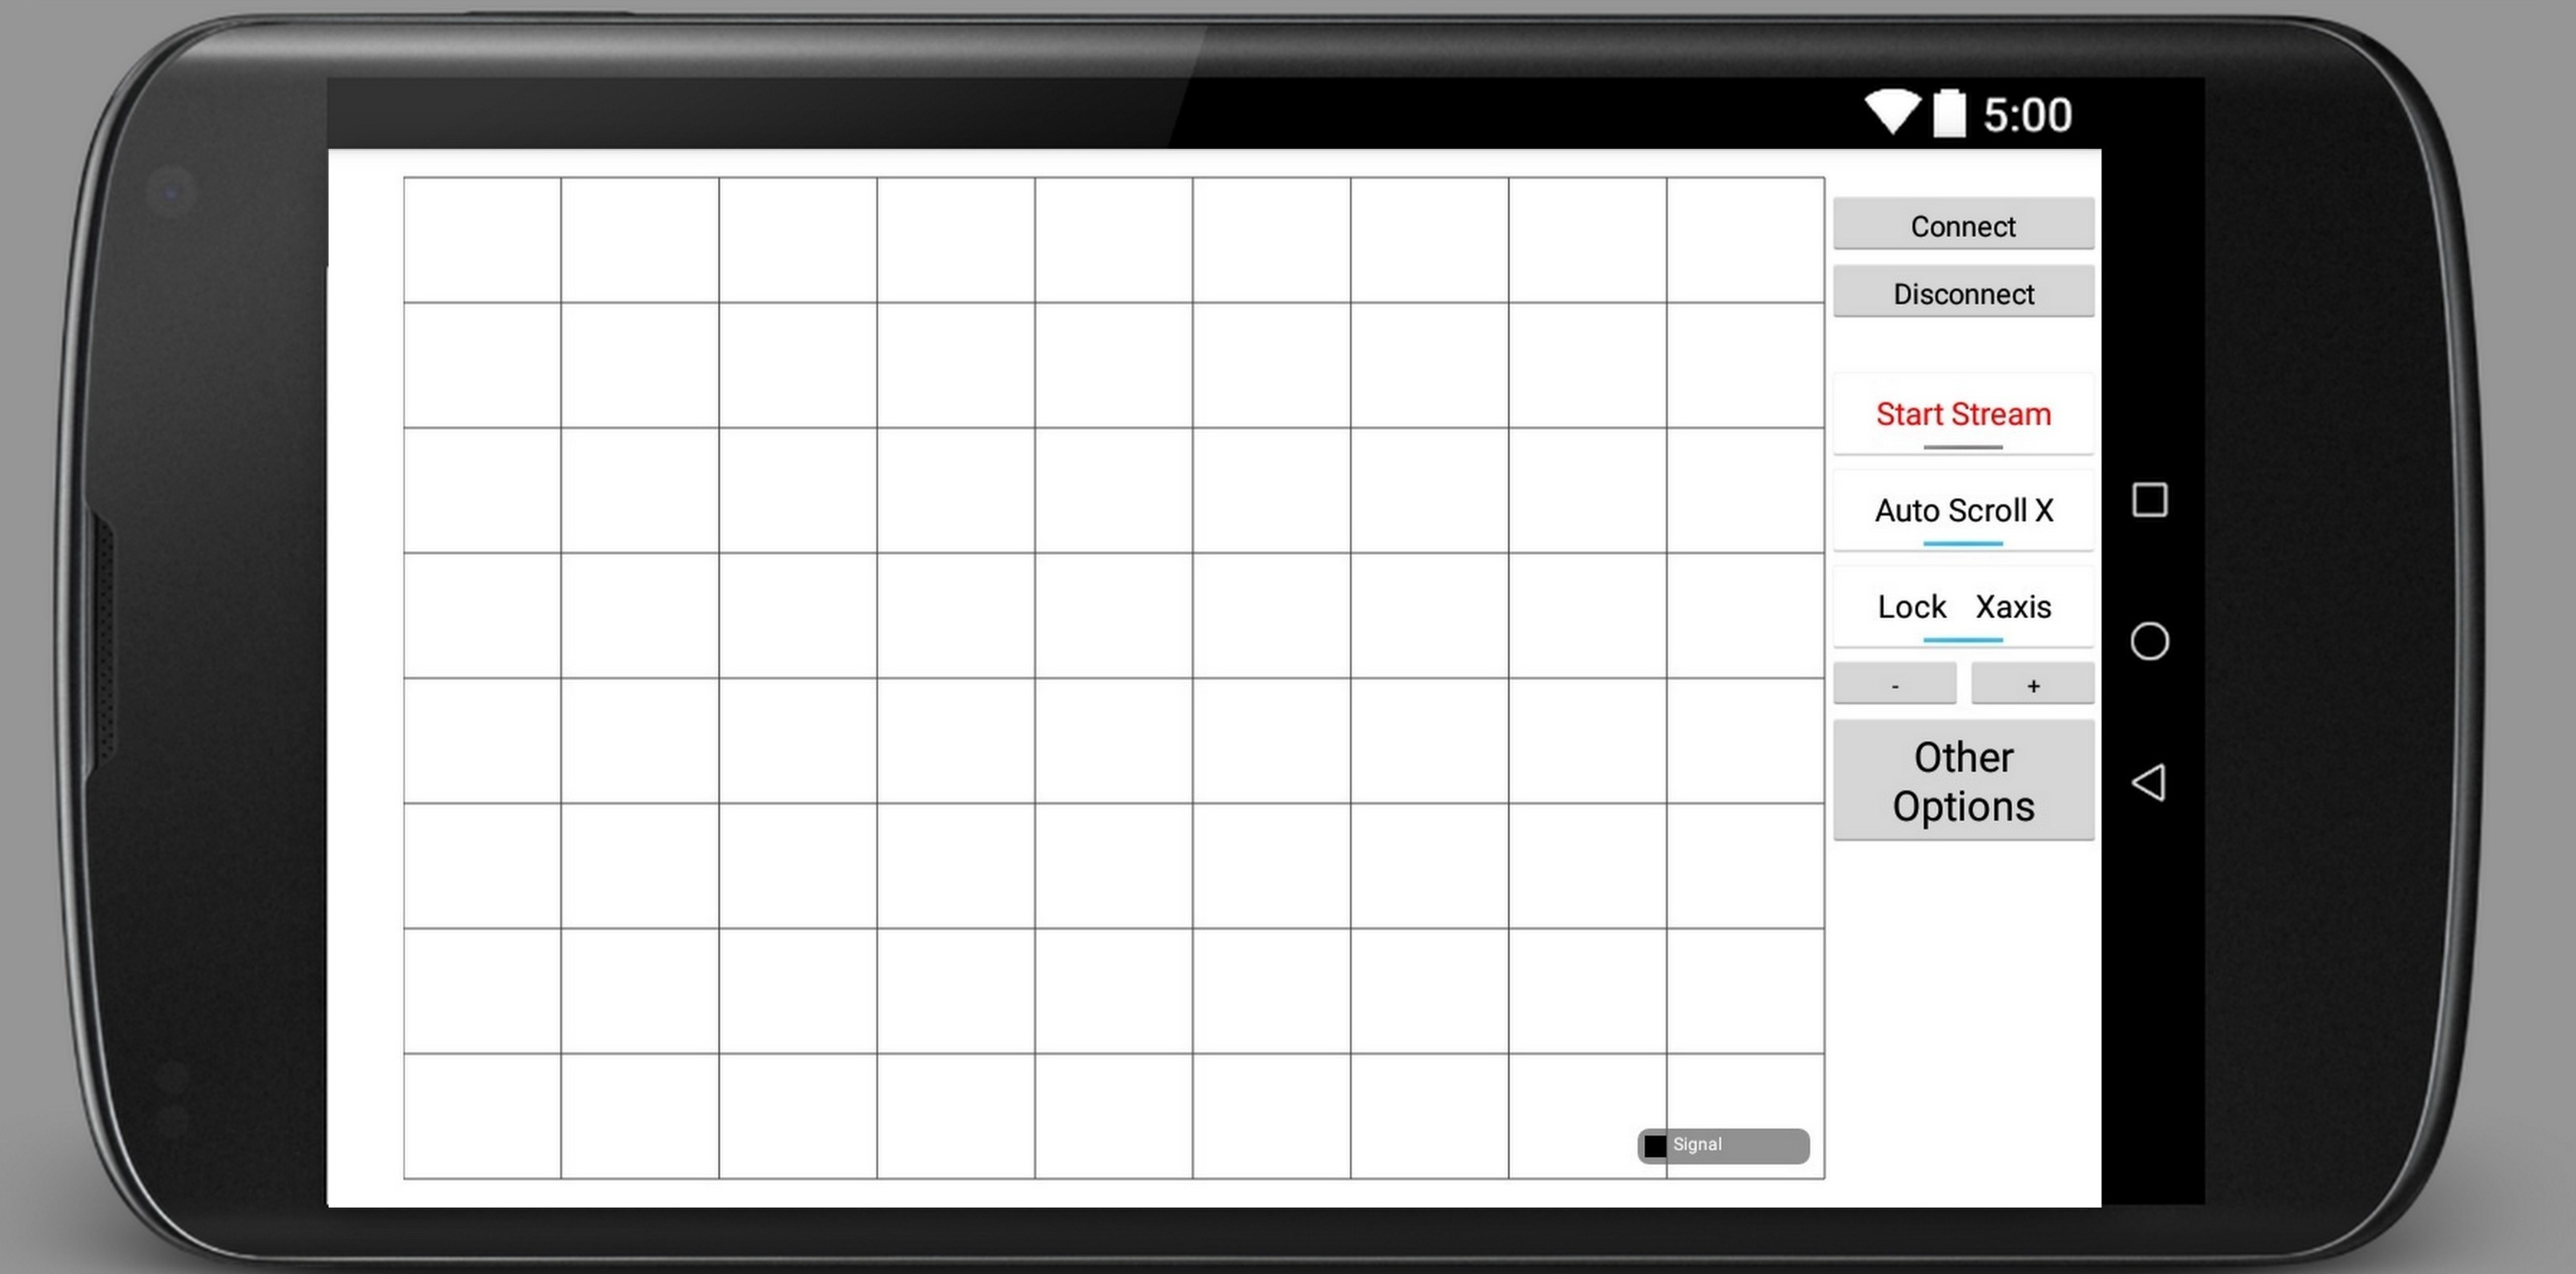 5:00
Connect
Disconnect
Start Stream
Auto Scroll X
Lock Xaxis
- +
Other
Options
Signal